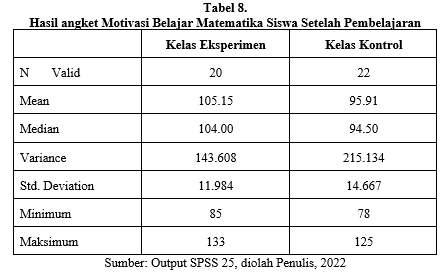 Tabel 8.
Hasil angket Motivasi Belajar Matematika Siswa Setelah Pembelajaran
Kelas Eksperimen Kelas Kontrol
N Valid 20 22
Mean 105.15 95.91
Median 104.00 94.50
Variance 143.608 215.134
Std. Deviation 11.984 14.667
Minimum 85 78
Maksimum 133 125
Sumber: Output SPSS 25, diolah Penulis, 2022